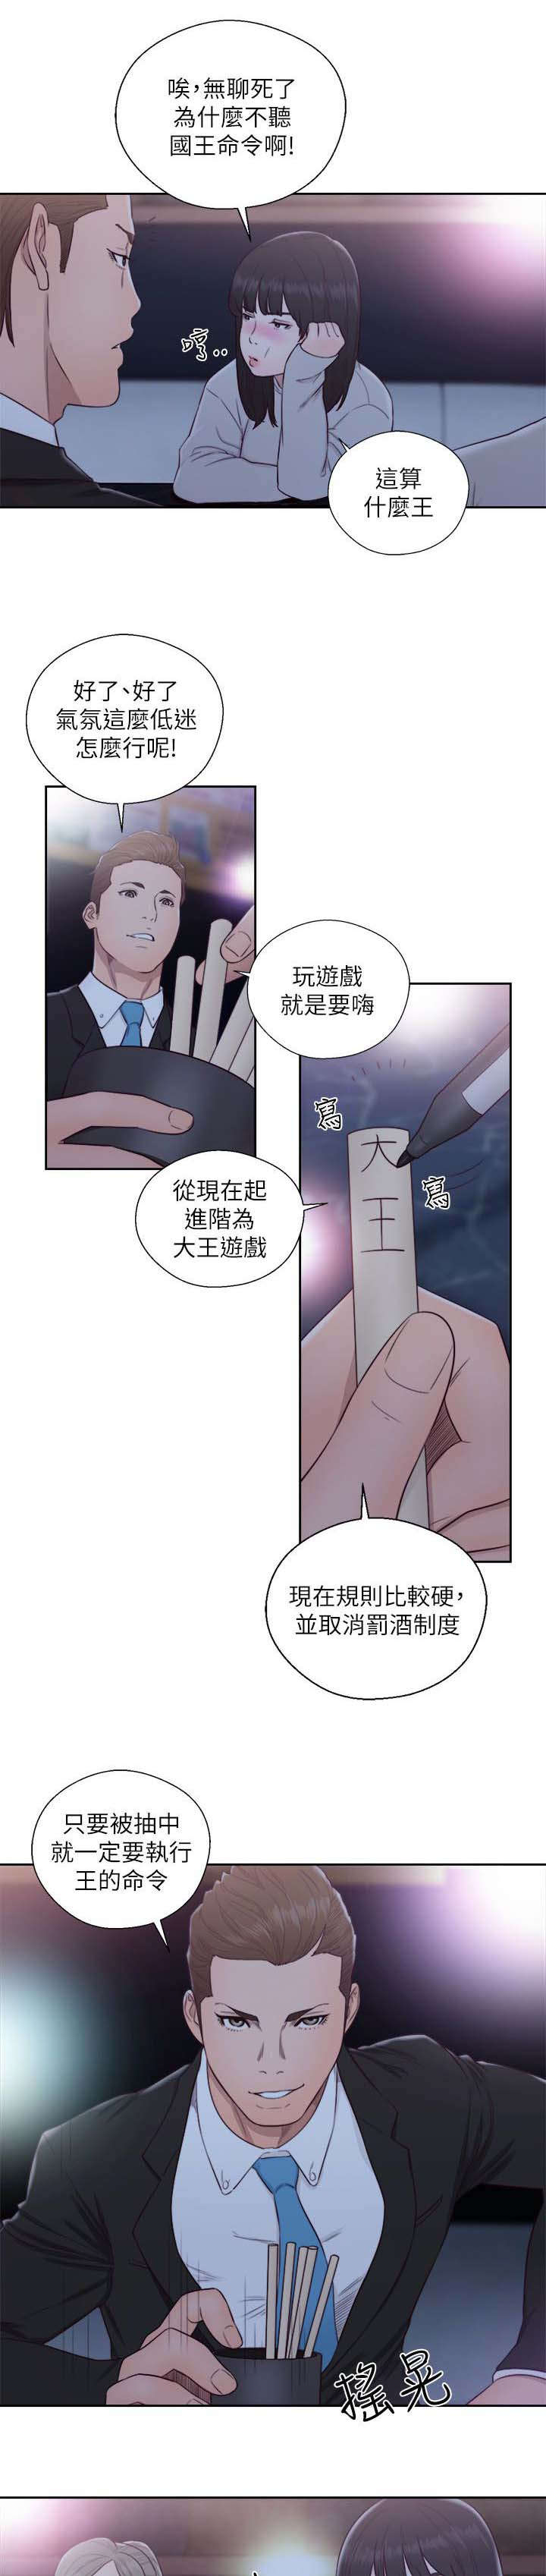 唉，無聊死了
為什麼不聽
國王命令啊！
哼..
這算
什麼王
好了、好了
氣氛這麼低迷
怎麼行呢！
玩遊戲
就是要嗨
寫
大王
寫
從現在起
進階為
大王遊戲
現在規則比較硬，
並取消罰酒制度
只要被抽中
就一定要執行
王的命令
搖晃